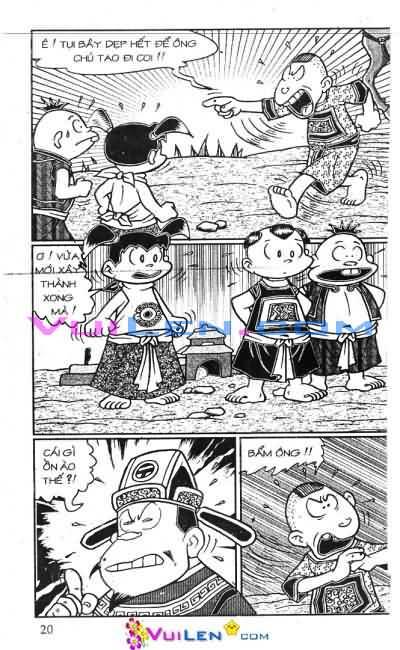 Ê ! TỤI BÂY DẸP HẾT ĐỂ ÔNG
CHỦ TAO ĐI COI !!
Ơ ! VỪA
MỚI XÂY
THÀNH
XONG
MÀ !
VUILEN.COM
CÁI GÌ
ỒN ÀO
THẾ ?!
BẨM ÔNG !!
20
VUILEN.COM